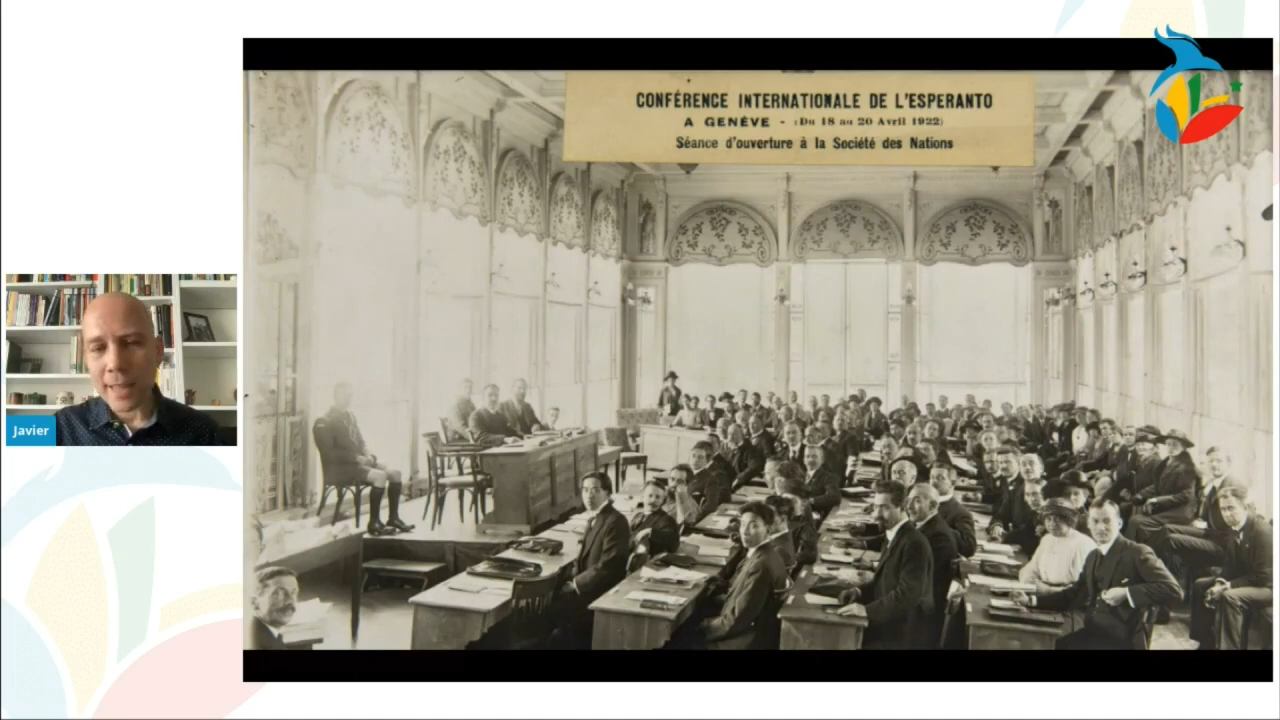 CONFÉRENCE INTERNATIONALE DE L'ESPERANTO
A GENÈVE - (Du 18 au 20 Avril 1922)
Séance d'ouverture à la Société des Nations
Javier